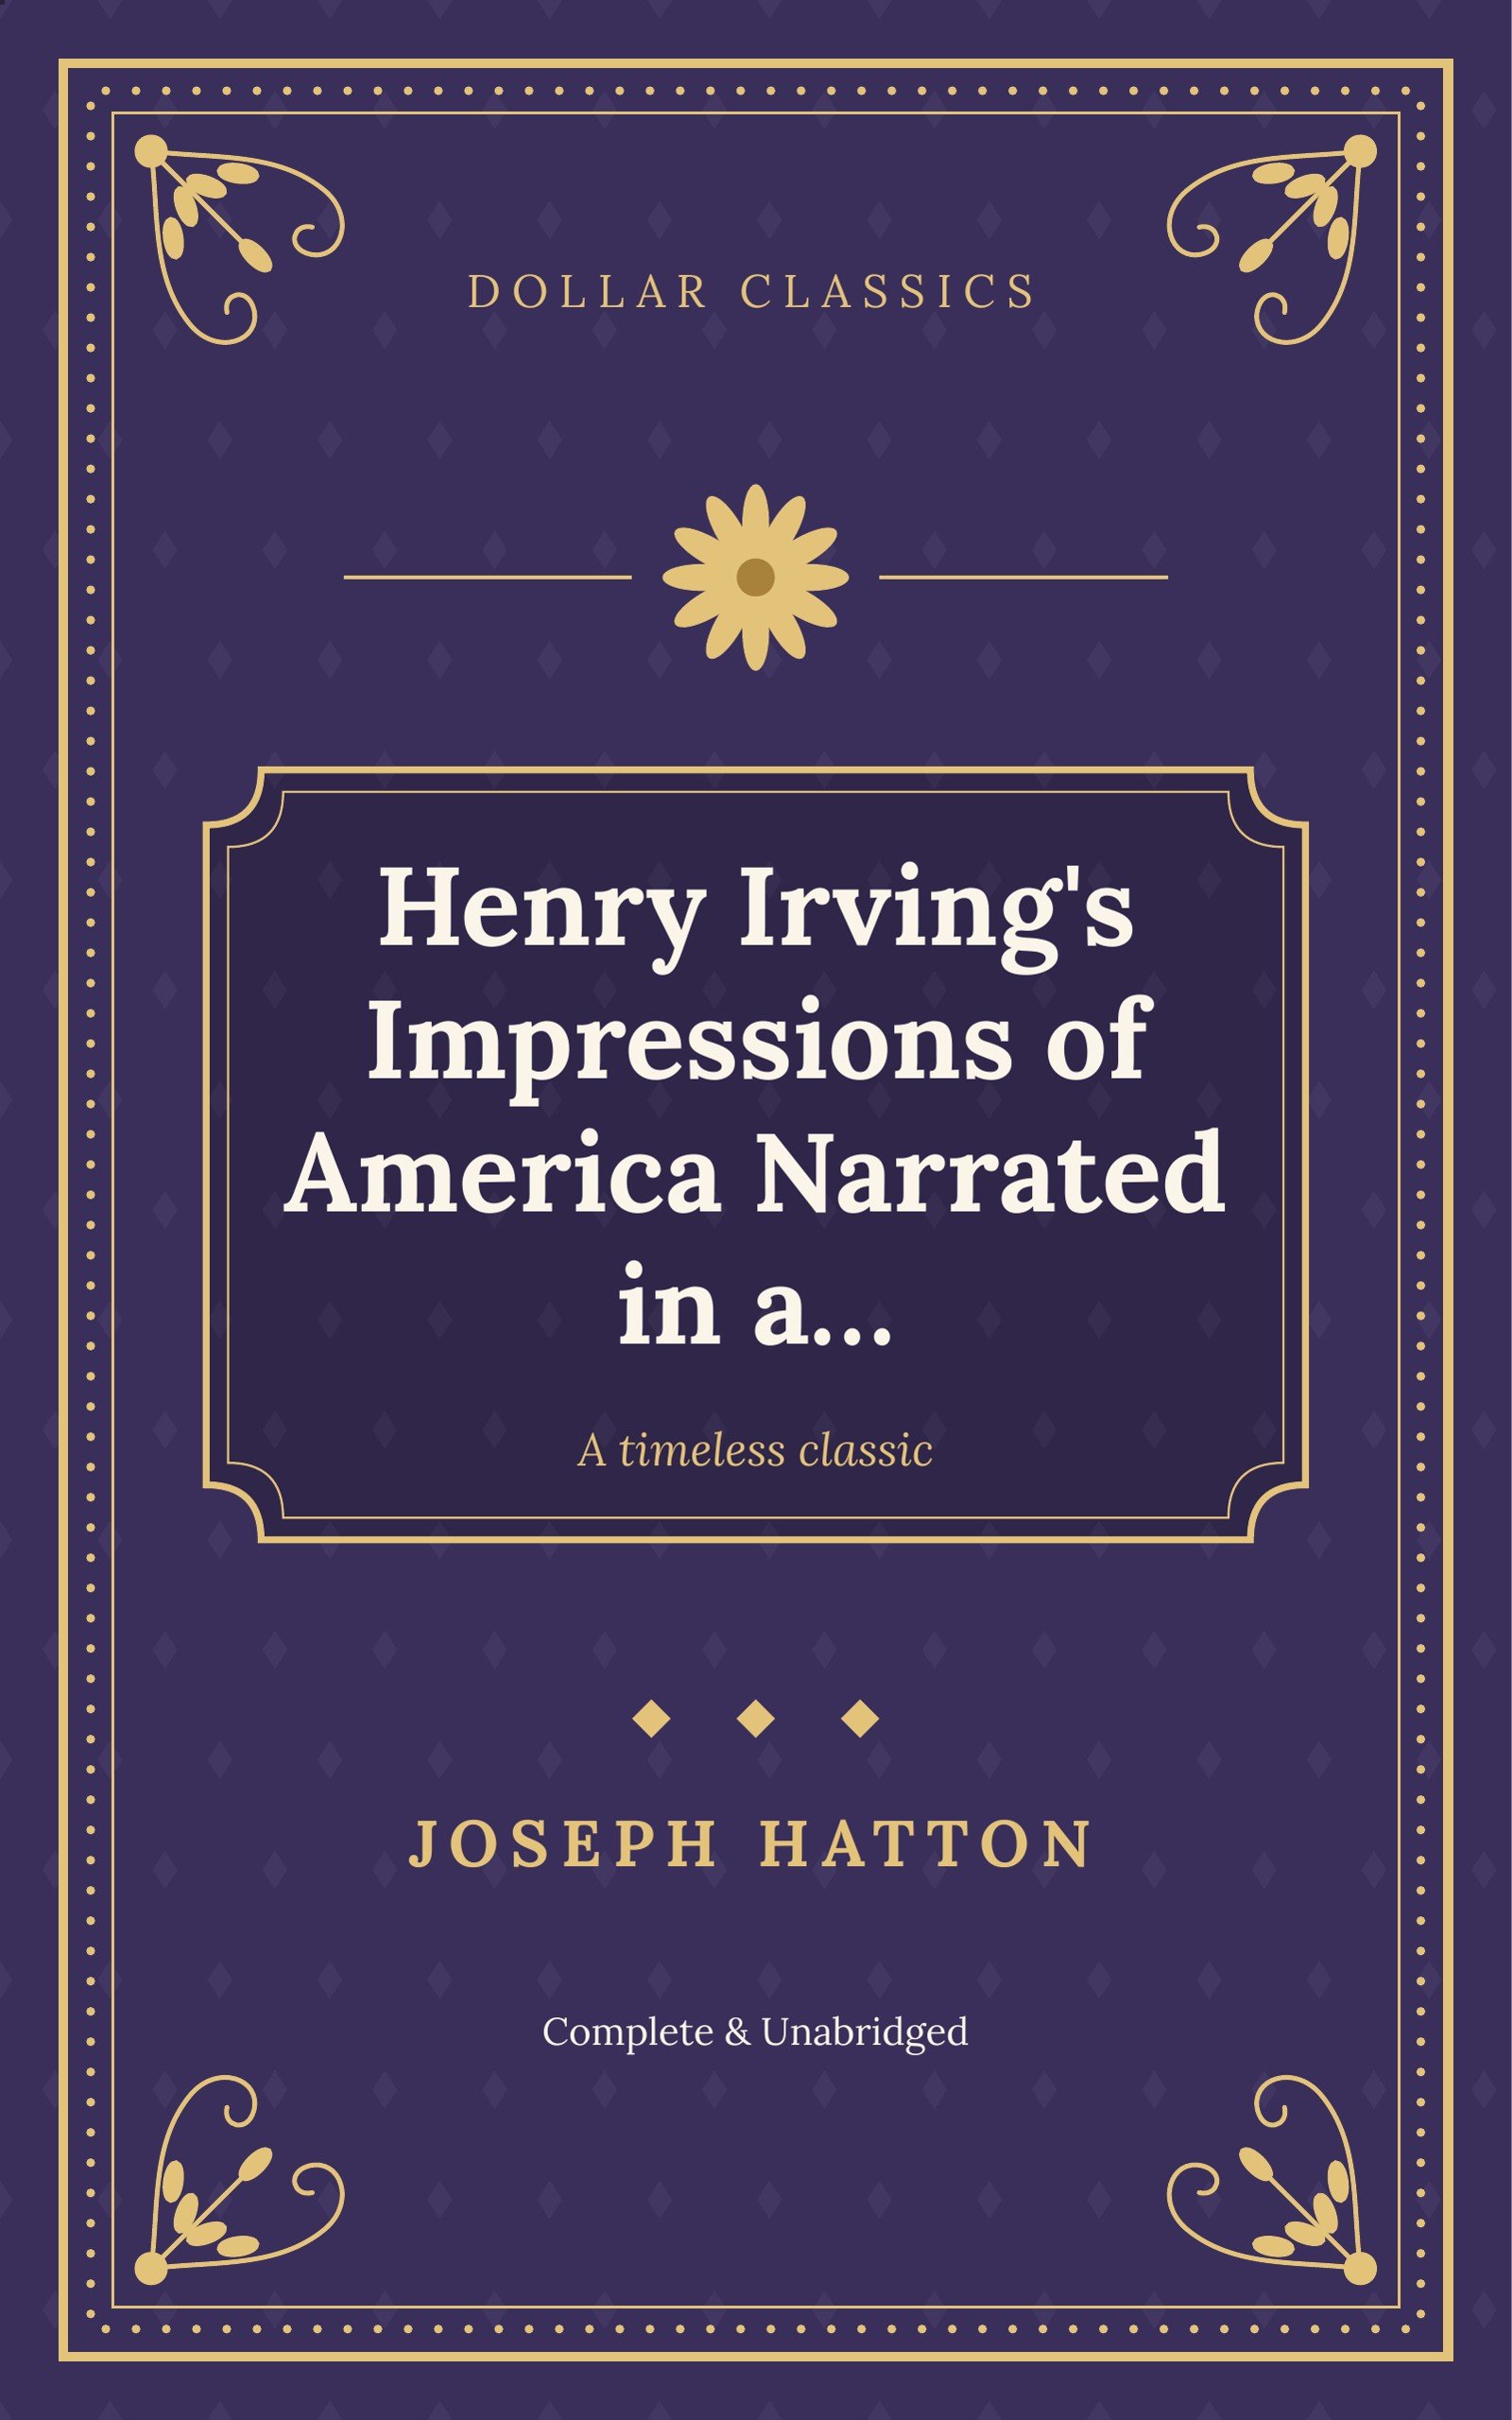 DOLLAR CLASSICS
Henry Irving's
Impressions of
America Narrated
in a...
A timeless classic
JOSEPH HATTON
Complete & Unabridged